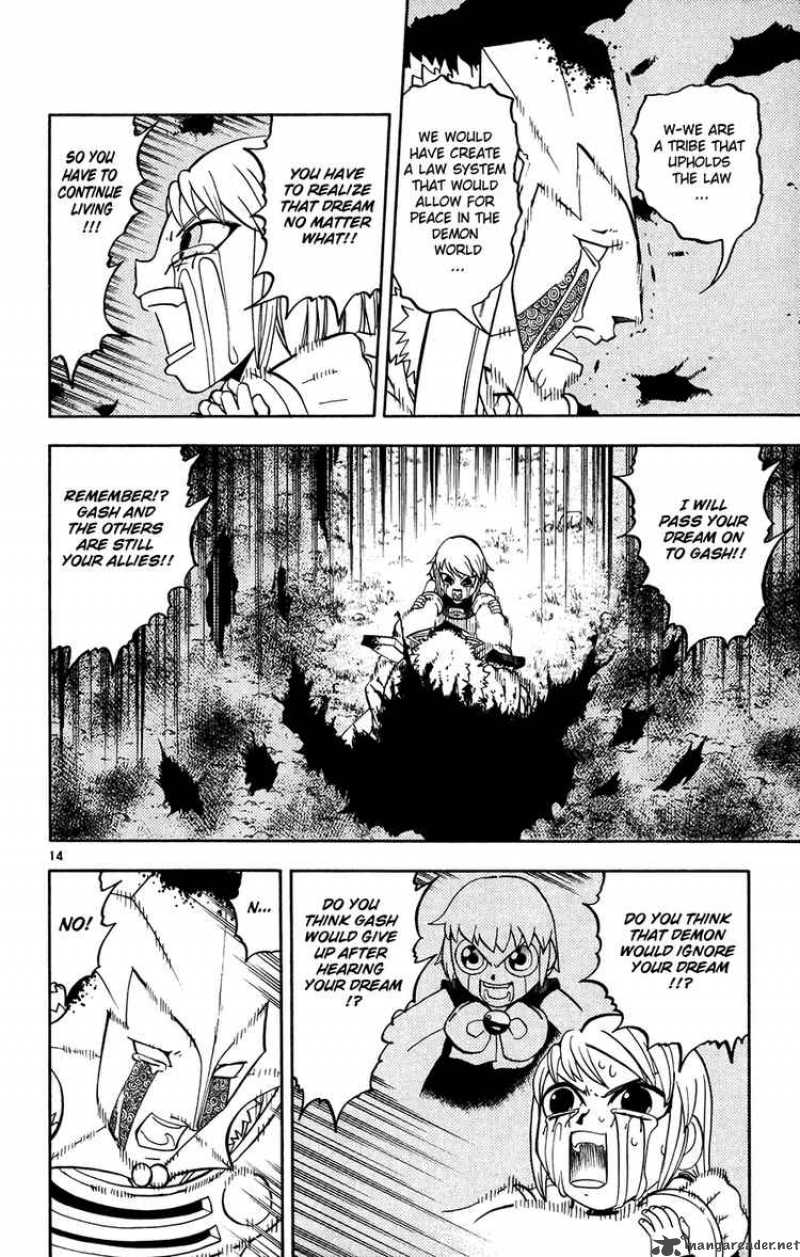 W-WE ARE
A TRIBE THAT
UPHOLDS
THE LAW
...
WE WOULD
HAVE CREATE
A LAW SYSTEM
THAT WOULD
ALLOW FOR
PEACE IN THE
DEMON
WORLD
...
YOU HAVE
TO REALIZE
THAT DREAM
NO MATTER
WHAT!!
SO YOU
HAVE TO
CONTINUE
LIVING
!!!
I WILL
PASS YOUR
DREAM ON
TO GASH!!
REMEMBER!?
GASH AND
THE OTHERS
ARE STILL
YOUR ALLIES!!
14
DO YOU THINK
THAT DEMON
WOULD IGNORE
YOUR DREAM
!!?
DO YOU
THINK GASH
WOULD GIVE
UP AFTER
HEARING
YOUR DREAM
!?
N...
NO!
mangareader.net